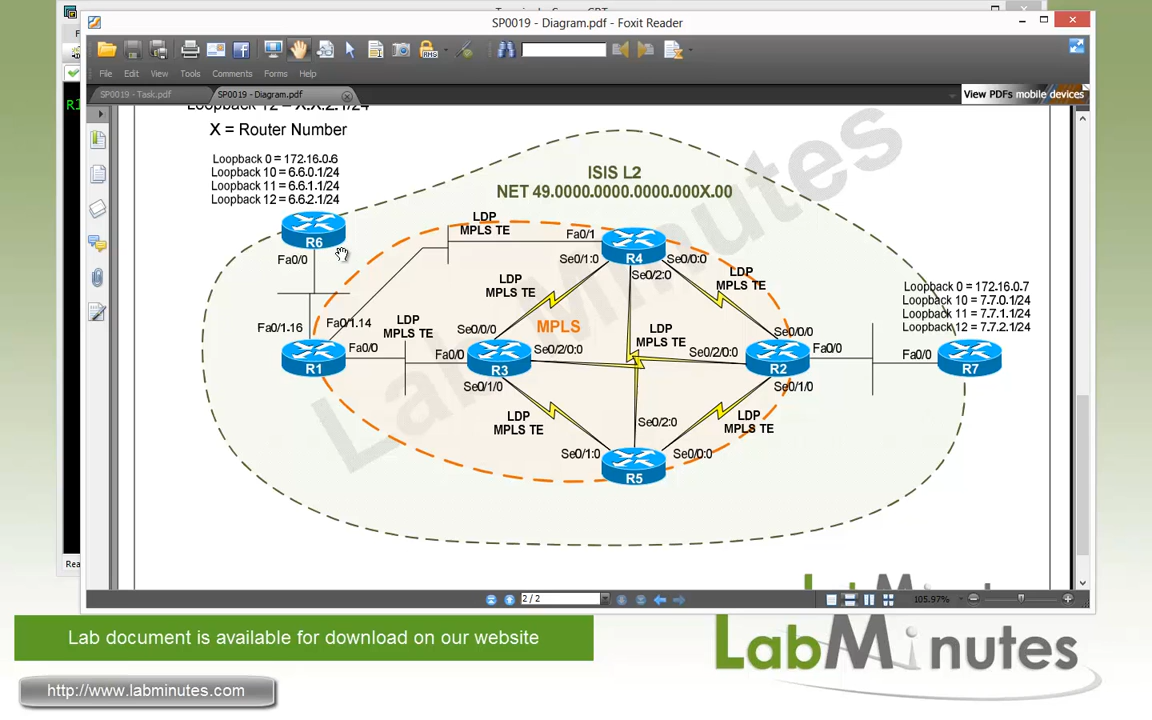 SP0019 - Diagram.pdf - Foxit Reader
File Edit View Tools Comments Forms Help
SP0019 - Task.pdf
SP0019 - Diagram.pdf
View PDFs mobile devices
R1
Loopback 12 = X.X.2.1/24
X = Router Number
Loopback 0 = 172.16.0.6
Loopback 10 = 6.6.0.1/24
Loopback 11 = 6.6.1.1/24
Loopback 12 = 6.6.2.1/24
ISIS L2
NET 49.0000.0000.0000.000X.00
LabMinutes
R6
Fa0/0
LDP
MPLS TE
Fa0/1
R4
Se0/1:0
Se0/0:0
Se0/2:0
LDP
MPLS TE
LDP
MPLS TE
Loopback 0 = 172.16.0.7
Loopback 10 = 7.7.0.1/24
Loopback 11 = 7.7.1.1/24
Loopback 12 = 7.7.2.1/24
Fa0/1.16
Fa0/1.14
LDP
MPLS TE
Se0/0/0
MPLS
LDP
MPLS TE
Se0/0/0
R1
Fa0/0
Fa0/0
R3
Se0/2/0:0
Se0/2/0:0
R2
Fa0/0
Fa0/0
R7
Se0/1/0
Se0/1/0
LDP
MPLS TE
Se0/2:0
LDP
MPLS TE
Se0/1:0
R5
Se0/0:0
Rea
2 / 2
105.97%
Lab document is available for download on our website
LabMinutes
http://www.labminutes.com